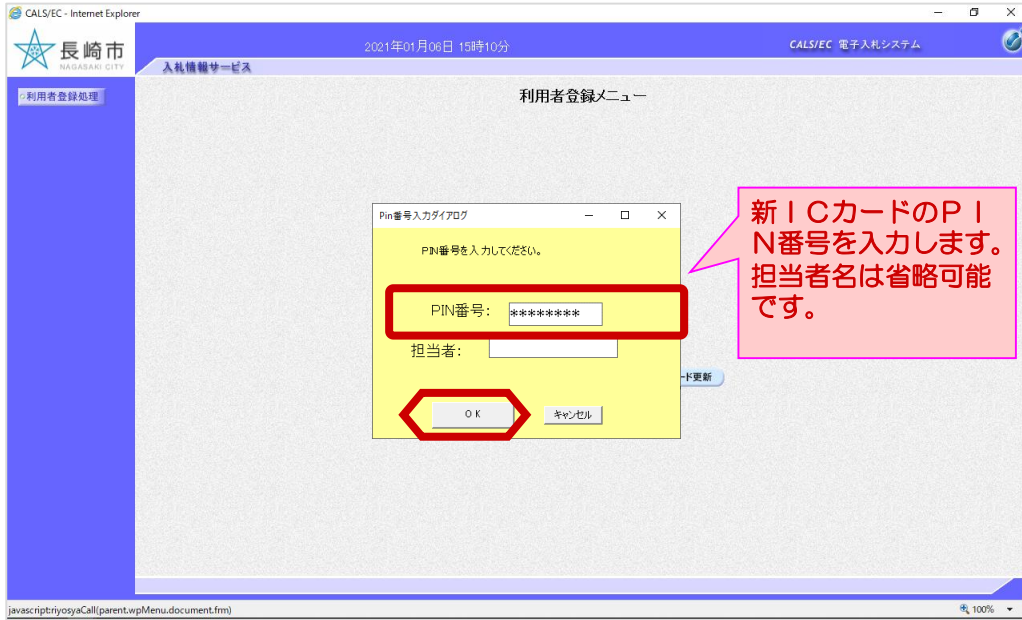 CALS/EC - Internet Explorer
長崎市
NAGASAKI CITY
2021年01月06日 15時10分
CALS/EC 電子入札システム
入札情報サービス
利用者登録処理
利用者登録メニュー
Pin番号入力ダイアログ
PIN番号を入力してください。
PIN番号: ********
担当者:
OK
キャンセル
新ICカードのPI
N番号を入力します。
担当者名は省略可能
です。
ード更新
javascript:riyosyaCall(parent.wpMenu.document.frm)
100%